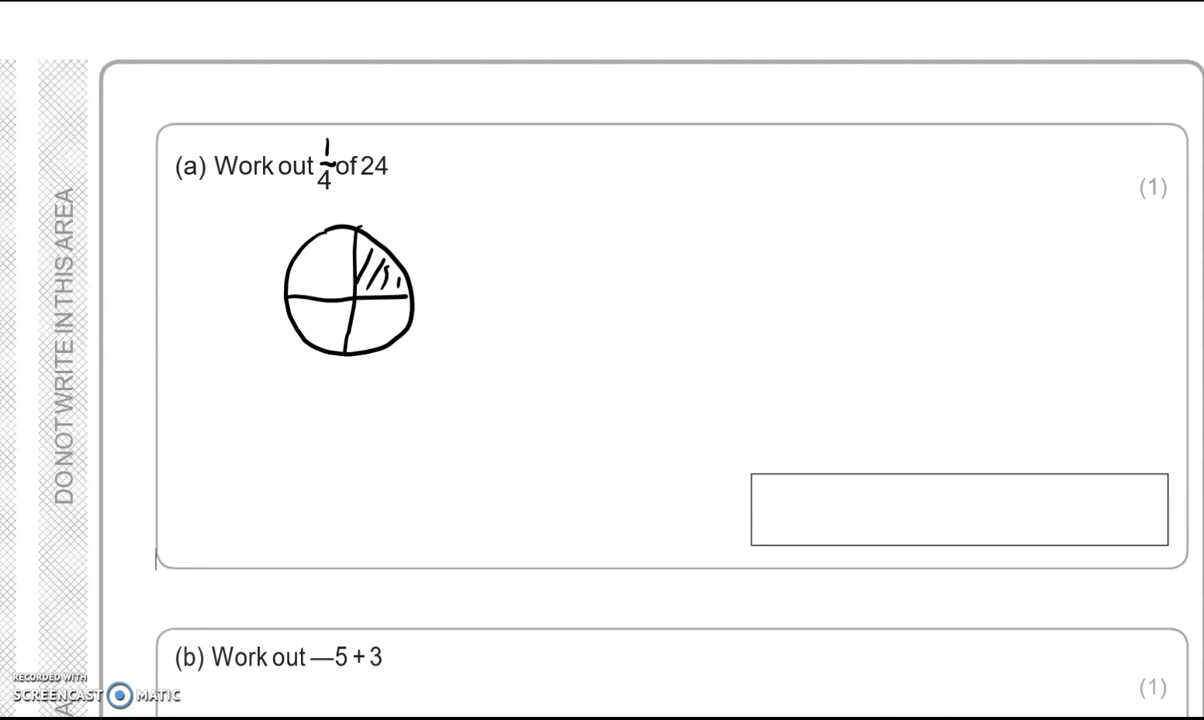 DO NOT WRITE IN THIS AREA
(a) Work out 1/4 of 24
(1)
(b) Work out —5 + 3
(1)
RECORDED WITH
SCREENCAST MATIC
A